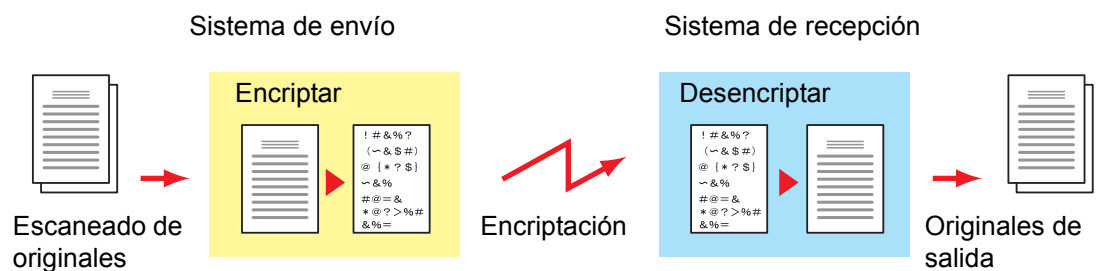 Sistema de envío
Sistema de recepción
Encriptar
!#&%?
(~&$#)
@{*?$}
~&%
#@=&
*@?>%#
&%=
Desencriptar
!#&%?
(~&$#)
@{*?$}
~&%
#@=&
*@?>%#
&%=
Escaneado de
originales
Encriptación
Originales de
salida